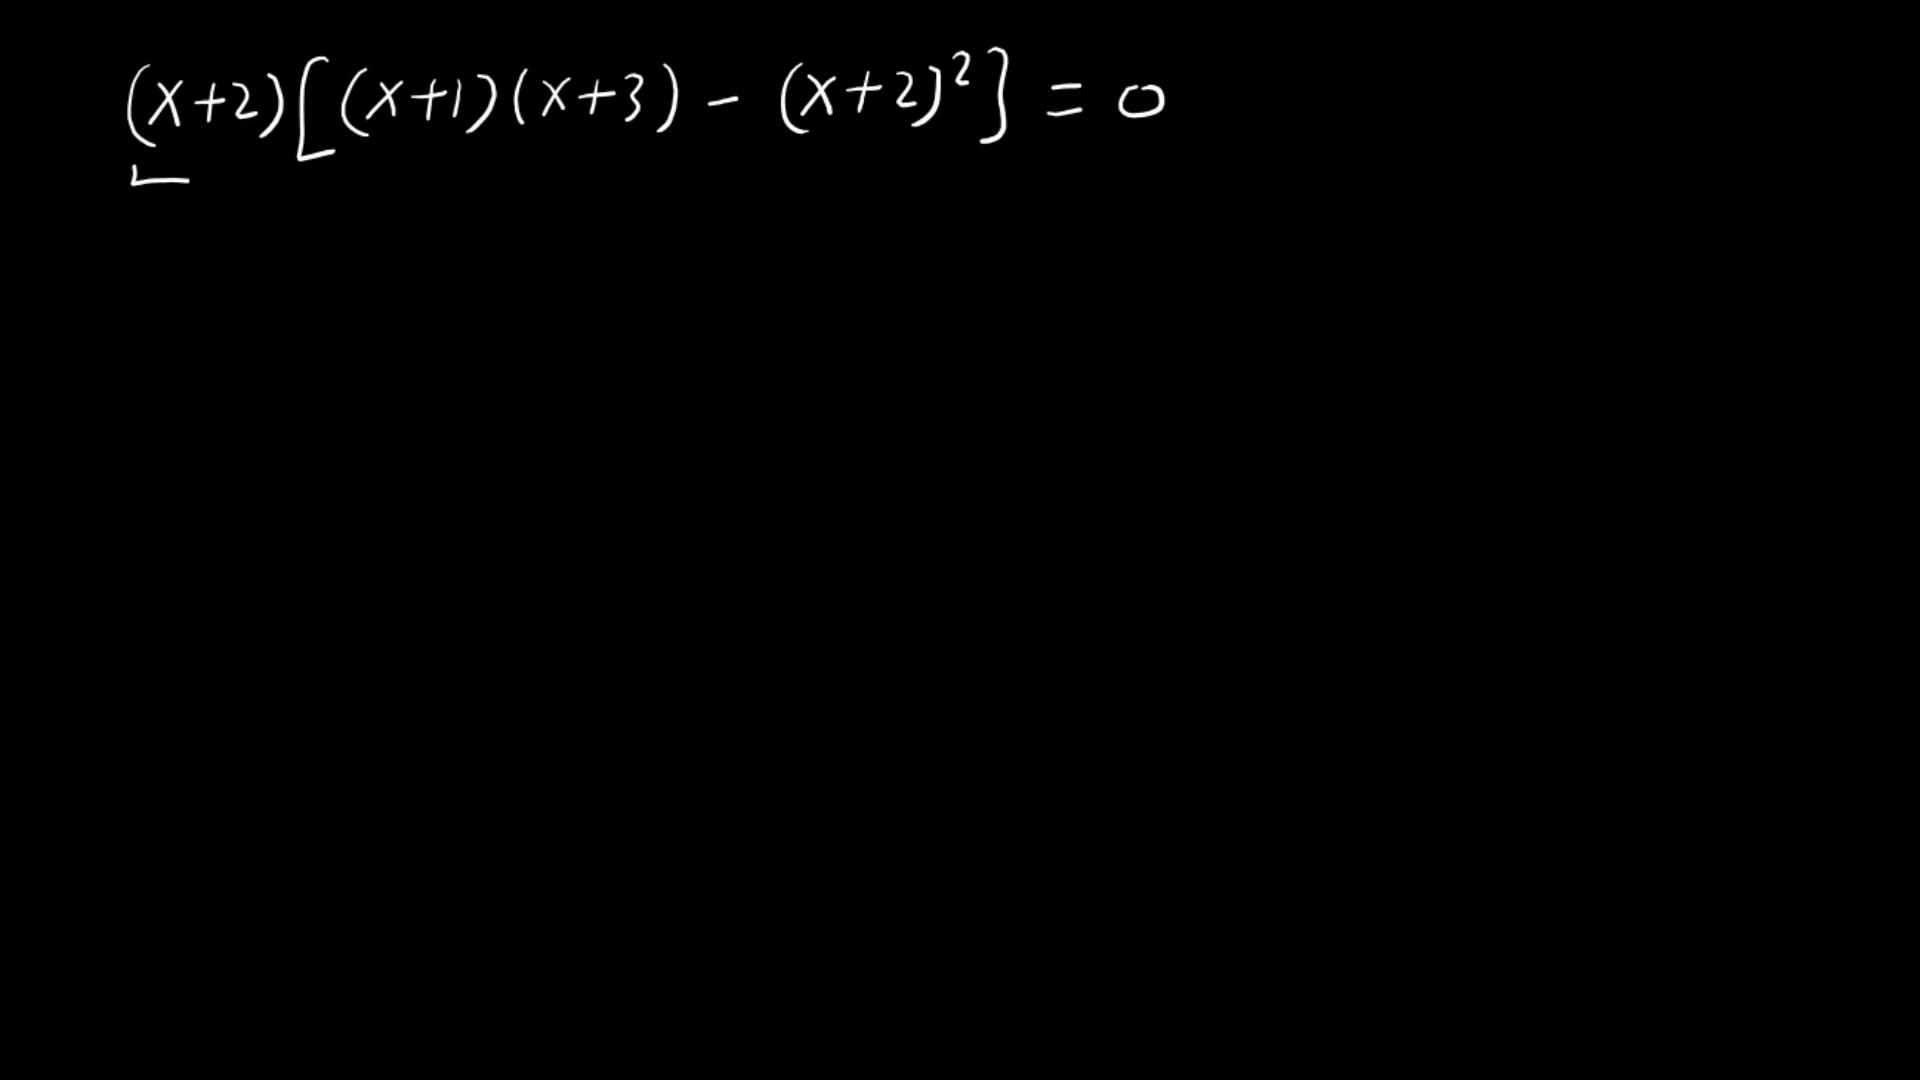 (x+2)[(x+1)(x+3) - (x+2)²] = 0